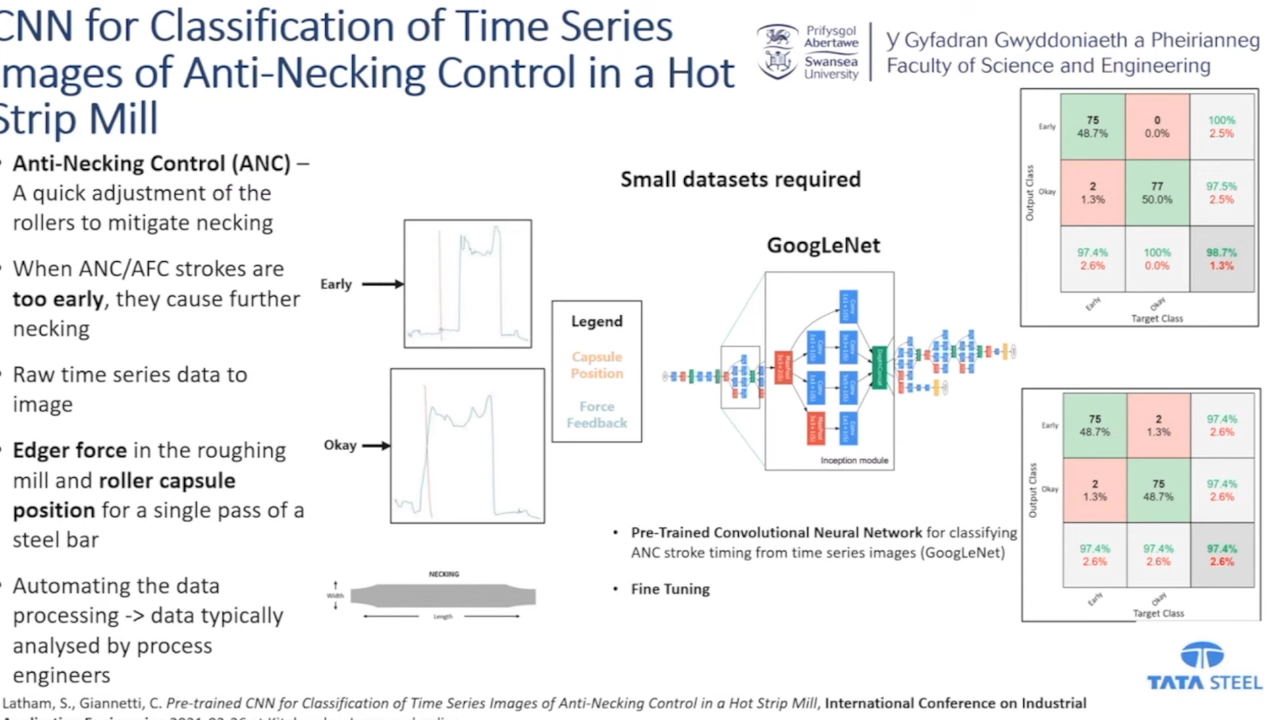 CNN for Classification of Time Series
Images of Anti-Necking Control in a Hot
Strip Mill
Prifysgol
Abertawe
Swansea
University
Y Gyfadran Gwyddoniaeth a Pheirianneg
Faculty of Science and Engineering
Anti-Necking Control (ANC) –
A quick adjustment of the
rollers to mitigate necking
When ANC/AFC strokes are
too early, they cause further
necking
Raw time series data to
image
Edger force in the roughing
mill and roller capsule
position for a single pass of a
steel bar
Automating the data
processing -> data typically
analysed by process
engineers
Early
Okay
Legend
Capsule
Position
Force
Feedback
NECKING
Width
Length
Small datasets required
GoogLeNet
Inception module
• Pre-Trained Convolutional Neural Network for classifying
ANC stroke timing from time series images (GoogLeNet)
• Fine Tuning
Output Class
Early
75 0 100%
48.7% 0.0% 2.5%
Okay
2 77 97.5%
1.3% 50.0% 2.5%
97.4% 100% 98.7%
2.6% 0.0% 1.3%
Early Okay
Target Class
Output Class
Early
75 2 97.4%
48.7% 1.3% 2.6%
Okay
2 75 97.4%
1.3% 48.7% 2.6%
97.4% 97.4% 97.4%
2.6% 2.6% 2.6%
Early Okay
Target Class
TATA STEEL
Latham, S., Giannetti, C. Pre-trained CNN for Classification of Time Series Images of Anti-Necking Control in a Hot Strip Mill, International Conference on Industrial